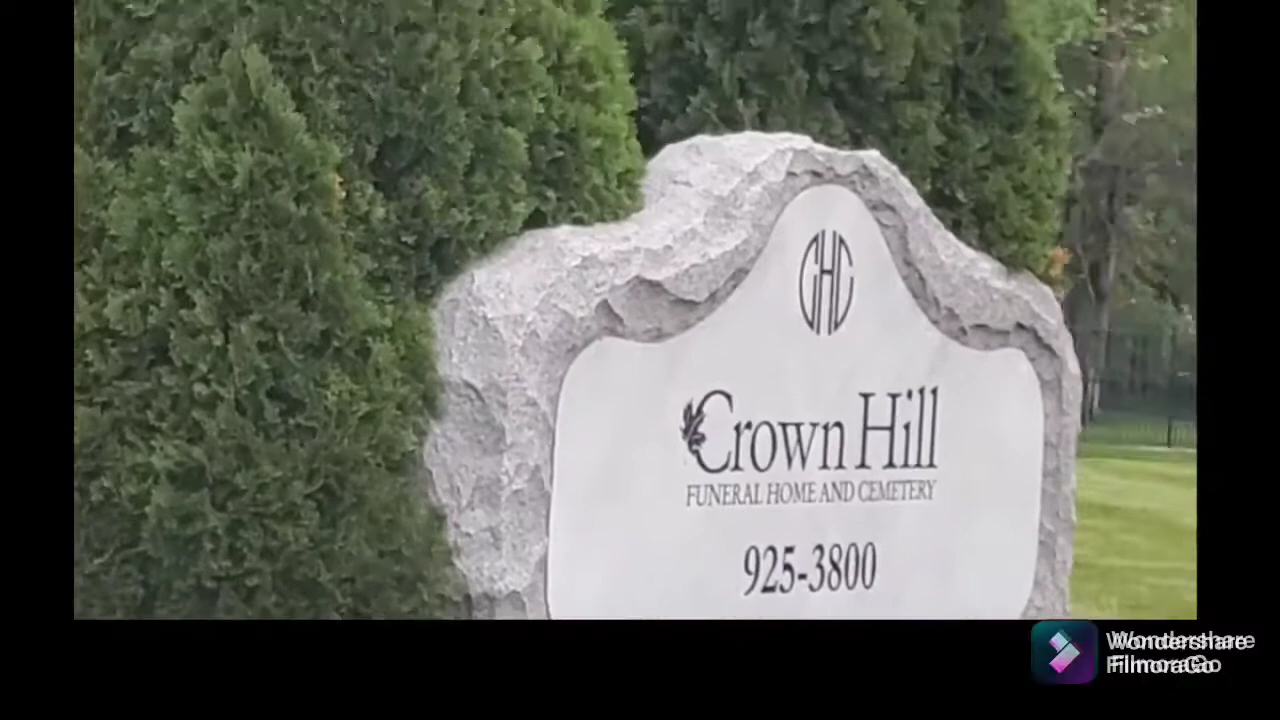 CHC
Crown Hill
FUNERAL HOME AND CEMETERY
925-3800
Wondershare
FilmoraGo